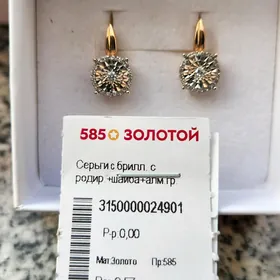 585 ЗОЛОТОЙ
Серьги с брилл. с
родир.+шайба+алм.гр.
3150000024901
Р-р 0,00
Мат.Золото Пр.585